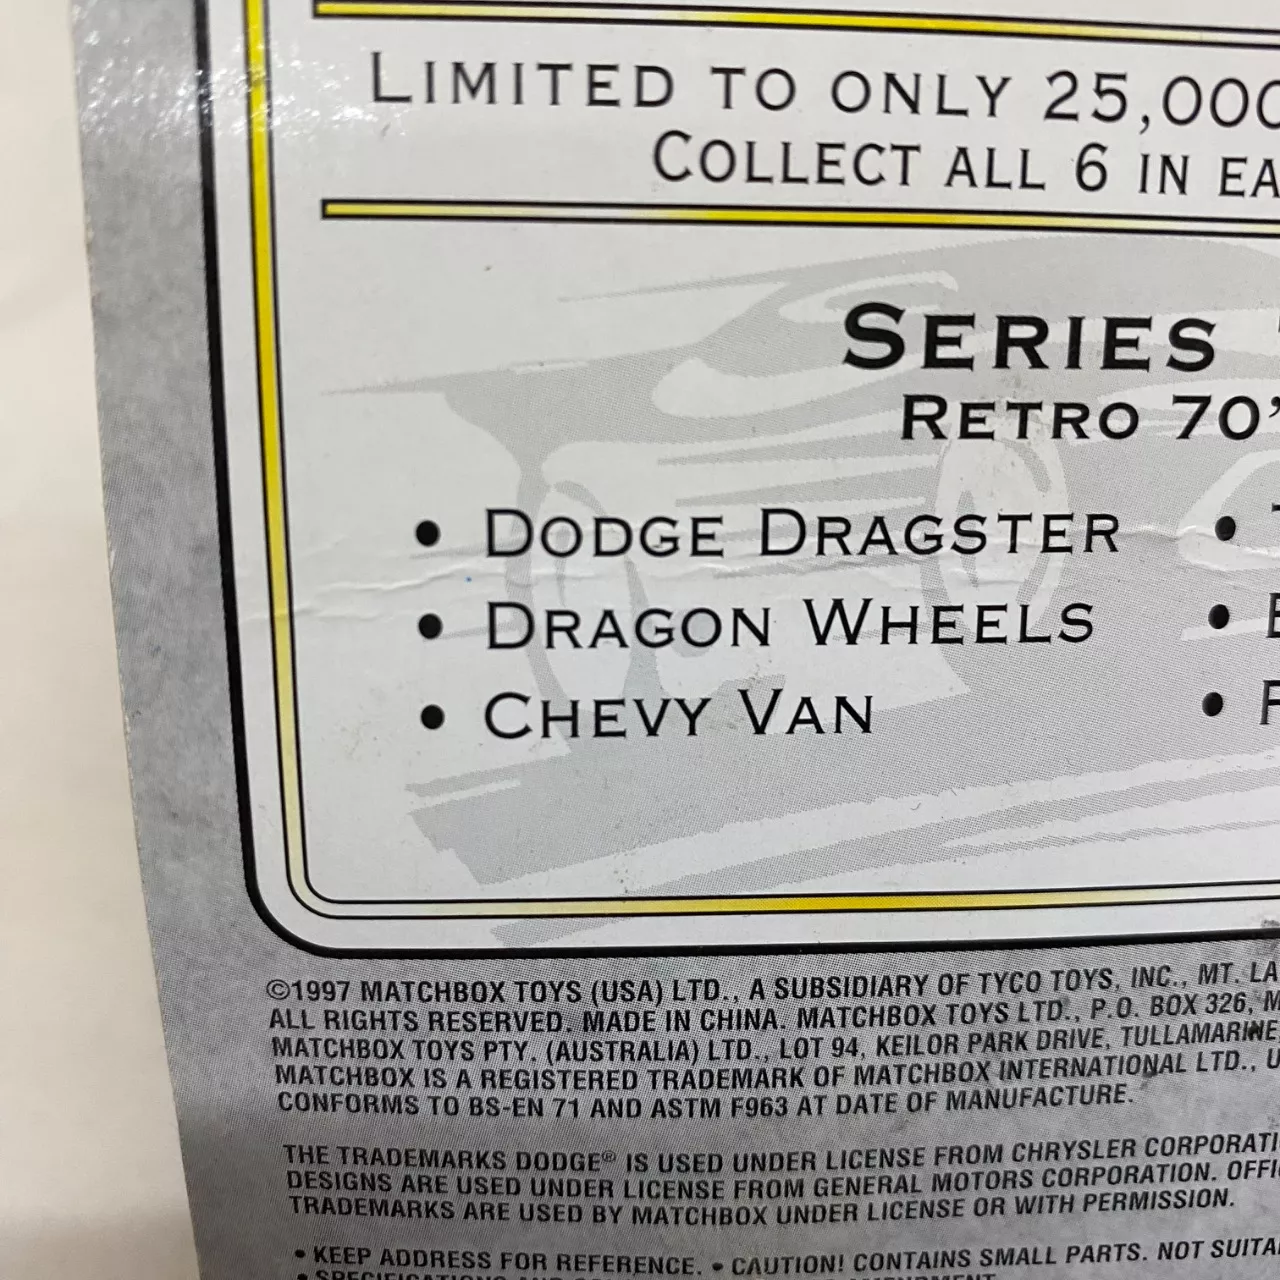 LIMITED TO ONLY 25,000
COLLECT ALL 6 IN
SERIES
RETRO 70'
• DODGE DRAGSTER •
• DRAGON WHEELS •
• CHEVY VAN •
©1997 MATCHBOX TOYS (USA) LTD., A SUBSIDIARY OF TYCO TOYS, INC., MT.
ALL RIGHTS RESERVED. MADE IN CHINA. MATCHBOX TOYS LTD., P.O. BOX 326,
MATCHBOX TOYS PTY. (AUSTRALIA) LTD., LOT 94, KEILOR PARK DRIVE, TULLAMARINE,
MATCHBOX IS A REGISTERED TRADEMARK OF MATCHBOX INTERNATIONAL LTD.,
CONFORMS TO BS-EN 71 AND ASTM F963 AT DATE OF MANUFACTURE.
THE TRADEMARKS DODGE® IS USED UNDER LICENSE FROM CHRYSLER
DESIGNS ARE USED UNDER LICENSE FROM GENERAL MOTORS CORPORATION.
TRADEMARKS ARE USED BY MATCHBOX UNDER LICENSE OR WITH PERMISSION.
• KEEP ADDRESS FOR REFERENCE. • CAUTION! CONTAINS SMALL PARTS. NOT